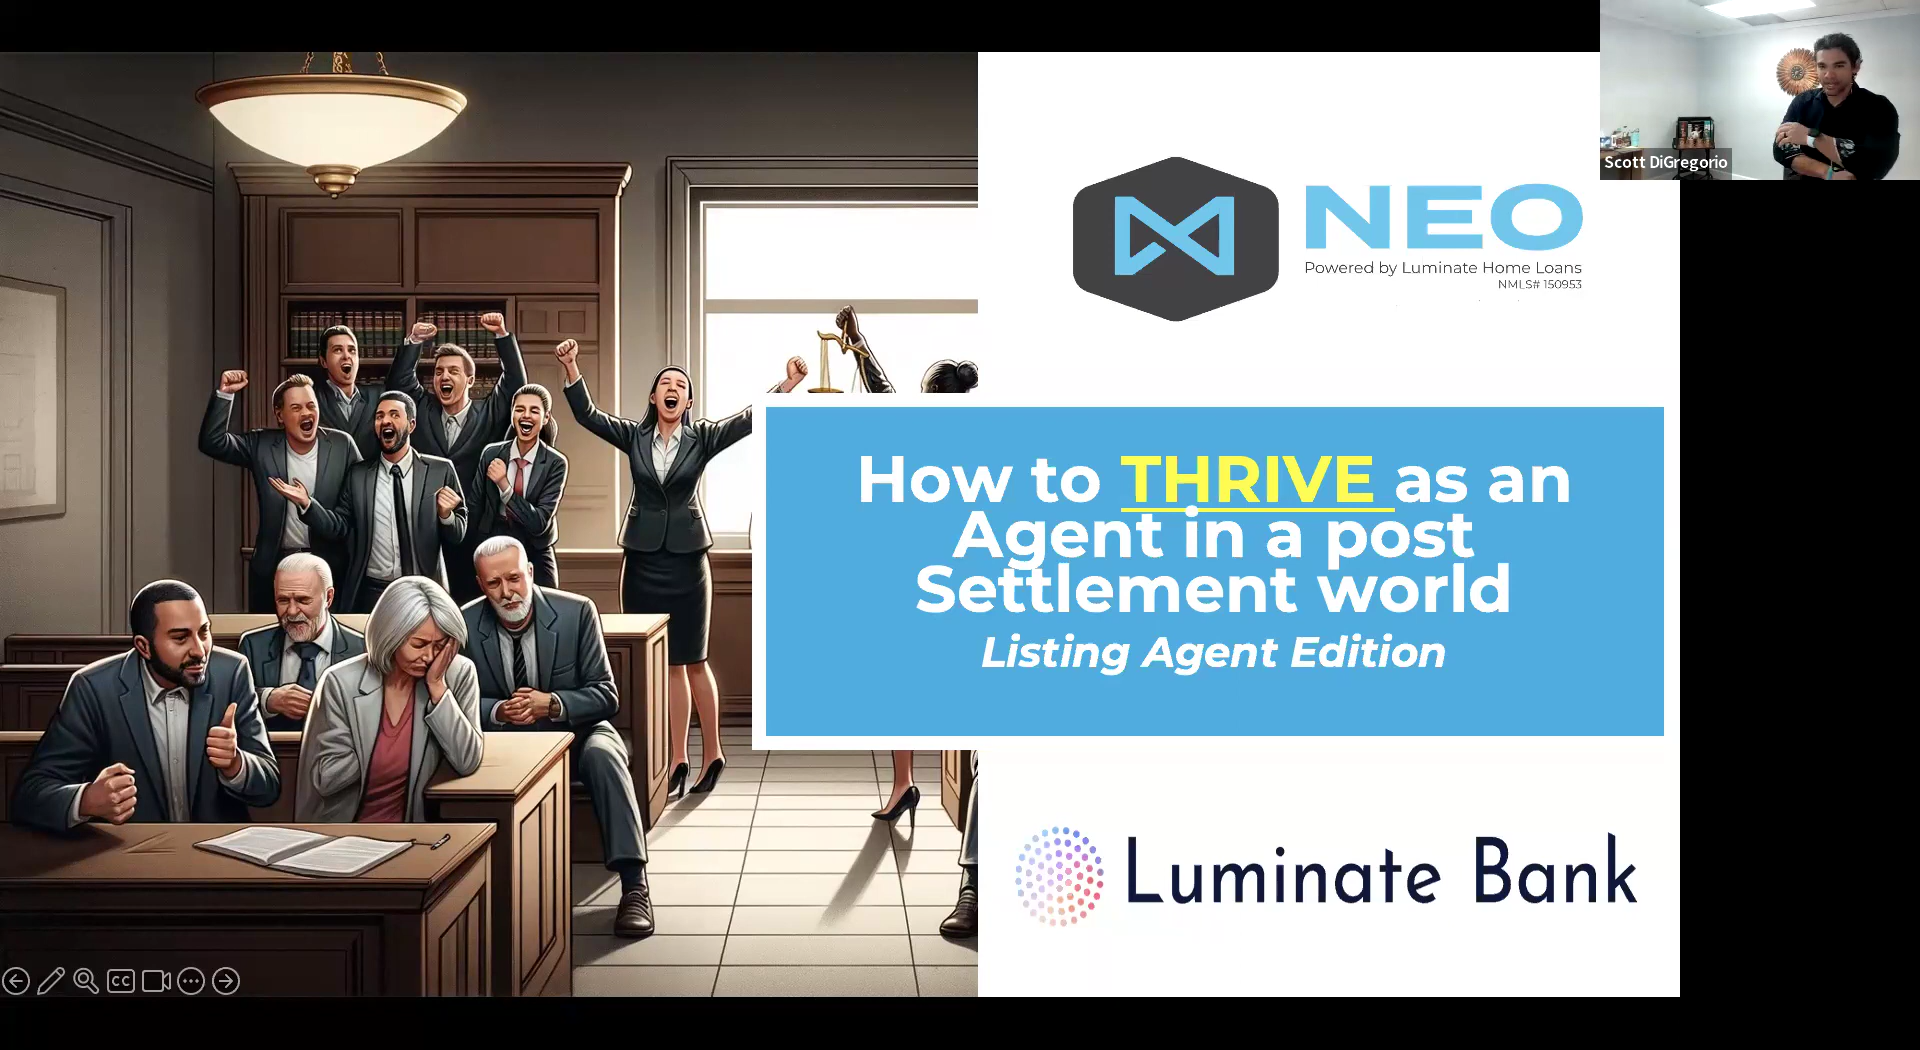 Scott DiGregorio
NEO
Powered by Luminate Home Loans
NMLS# 150953
How to THRIVE as an
Agent in a post
Settlement world
Listing Agent Edition
Luminate Bank
CC